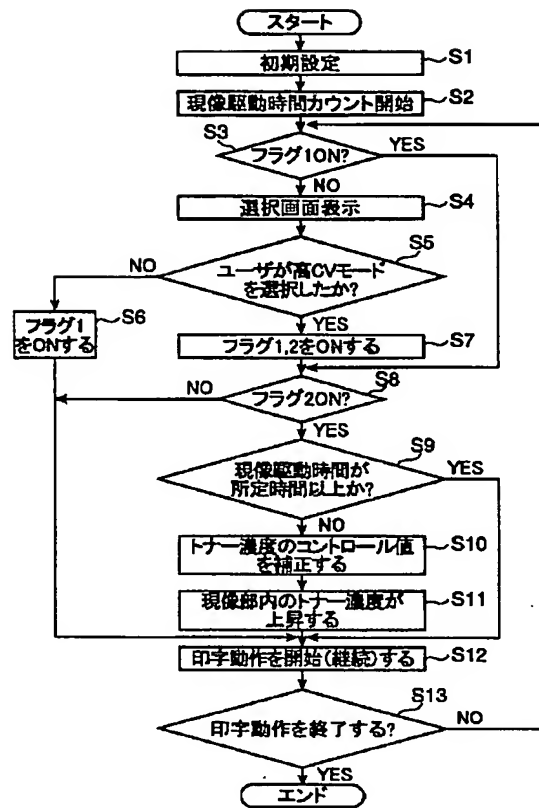 スタート
S1
初期設定
S2
現像駆動時間カウント開始
S3
フラグ1ON?
YES
NO
S4
選択画面表示
S5
NO
ユーザが高CVモード
を選択したか?
YES
S6
フラグ1
をONする
S7
フラグ1,2をONする
S8
NO
フラグ2ON?
YES
S9
現像駆動時間が
所定時間以上か?
YES
NO
S10
トナー濃度のコントロール値
を補正する
S11
現像部内のトナー濃度が
上昇する
S12
印字動作を開始(継続)する
S13
印字動作を終了する?
NO
YES
エンド